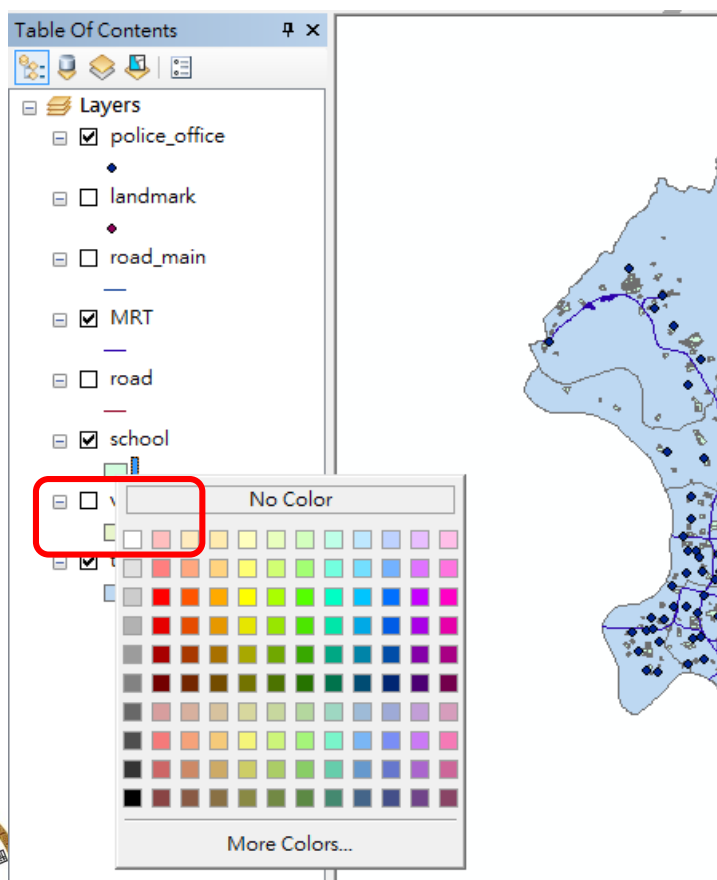 Table Of Contents
Layers
police_office
landmark
road_main
MRT
road
school
No Color
More Colors...